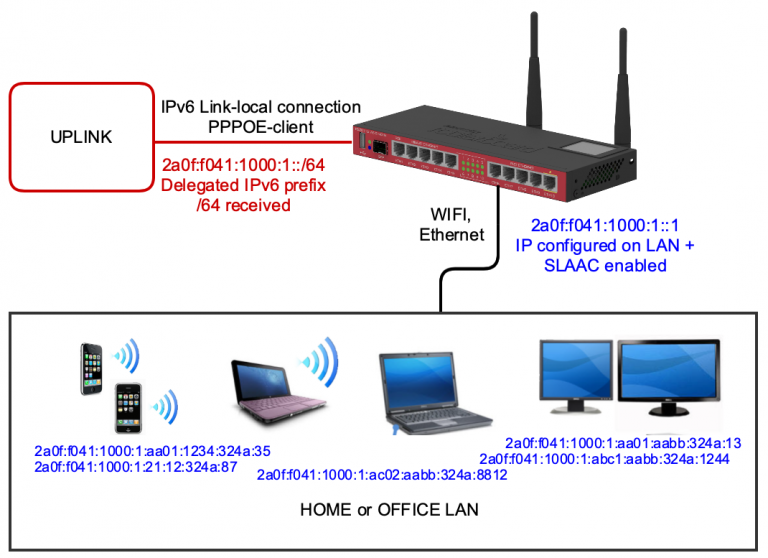 UPLINK
IPv6 Link-local connection
PPPOE-client
2a0f:f041:1000:1::/64
Delegated IPv6 prefix
/64 received
WIFI,
Ethernet
2a0f:f041:1000:1::1
IP configured on LAN +
SLAAC enabled
2a0f:f041:1000:1:aa01:1234:324a:35
2a0f:f041:1000:1:21:12:324a:87
2a0f:f041:1000:1:ac02:aabb:324a:8812
2a0f:f041:1000:1:aa01:aabb:324a:13
2a0f:f041:1000:1:abc1:aabb:324a:1244
HOME or OFFICE LAN